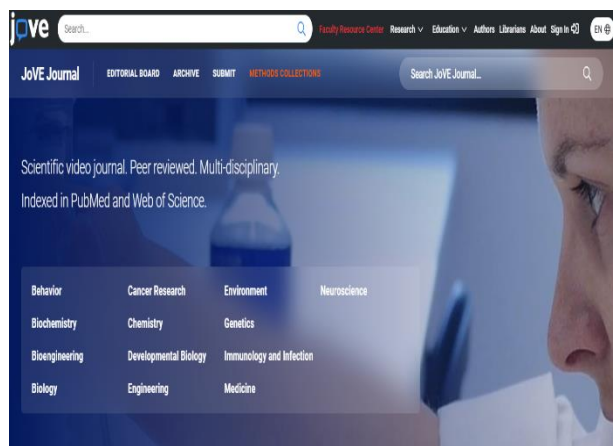 jove Search... Faculty Resource Center Research Education Authors Librarians About Sign In EN
JoVE Journal EDITORIAL BOARD ARCHIVE SUBMIT METHODS COLLECTIONS Search JoVE Journal...
Scientific video journal. Peer reviewed. Multi-disciplinary.
Indexed in PubMed and Web of Science.
Behavior Cancer Research Environment Neuroscience
Biochemistry Chemistry Genetics
Bioengineering Developmental Biology Immunology and Infection
Biology Engineering Medicine